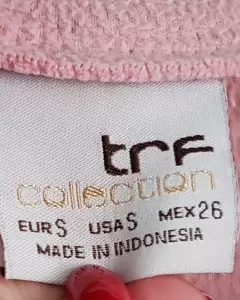 trf
collection
EUR S USA S MEX 26
MADE IN INDONESIA